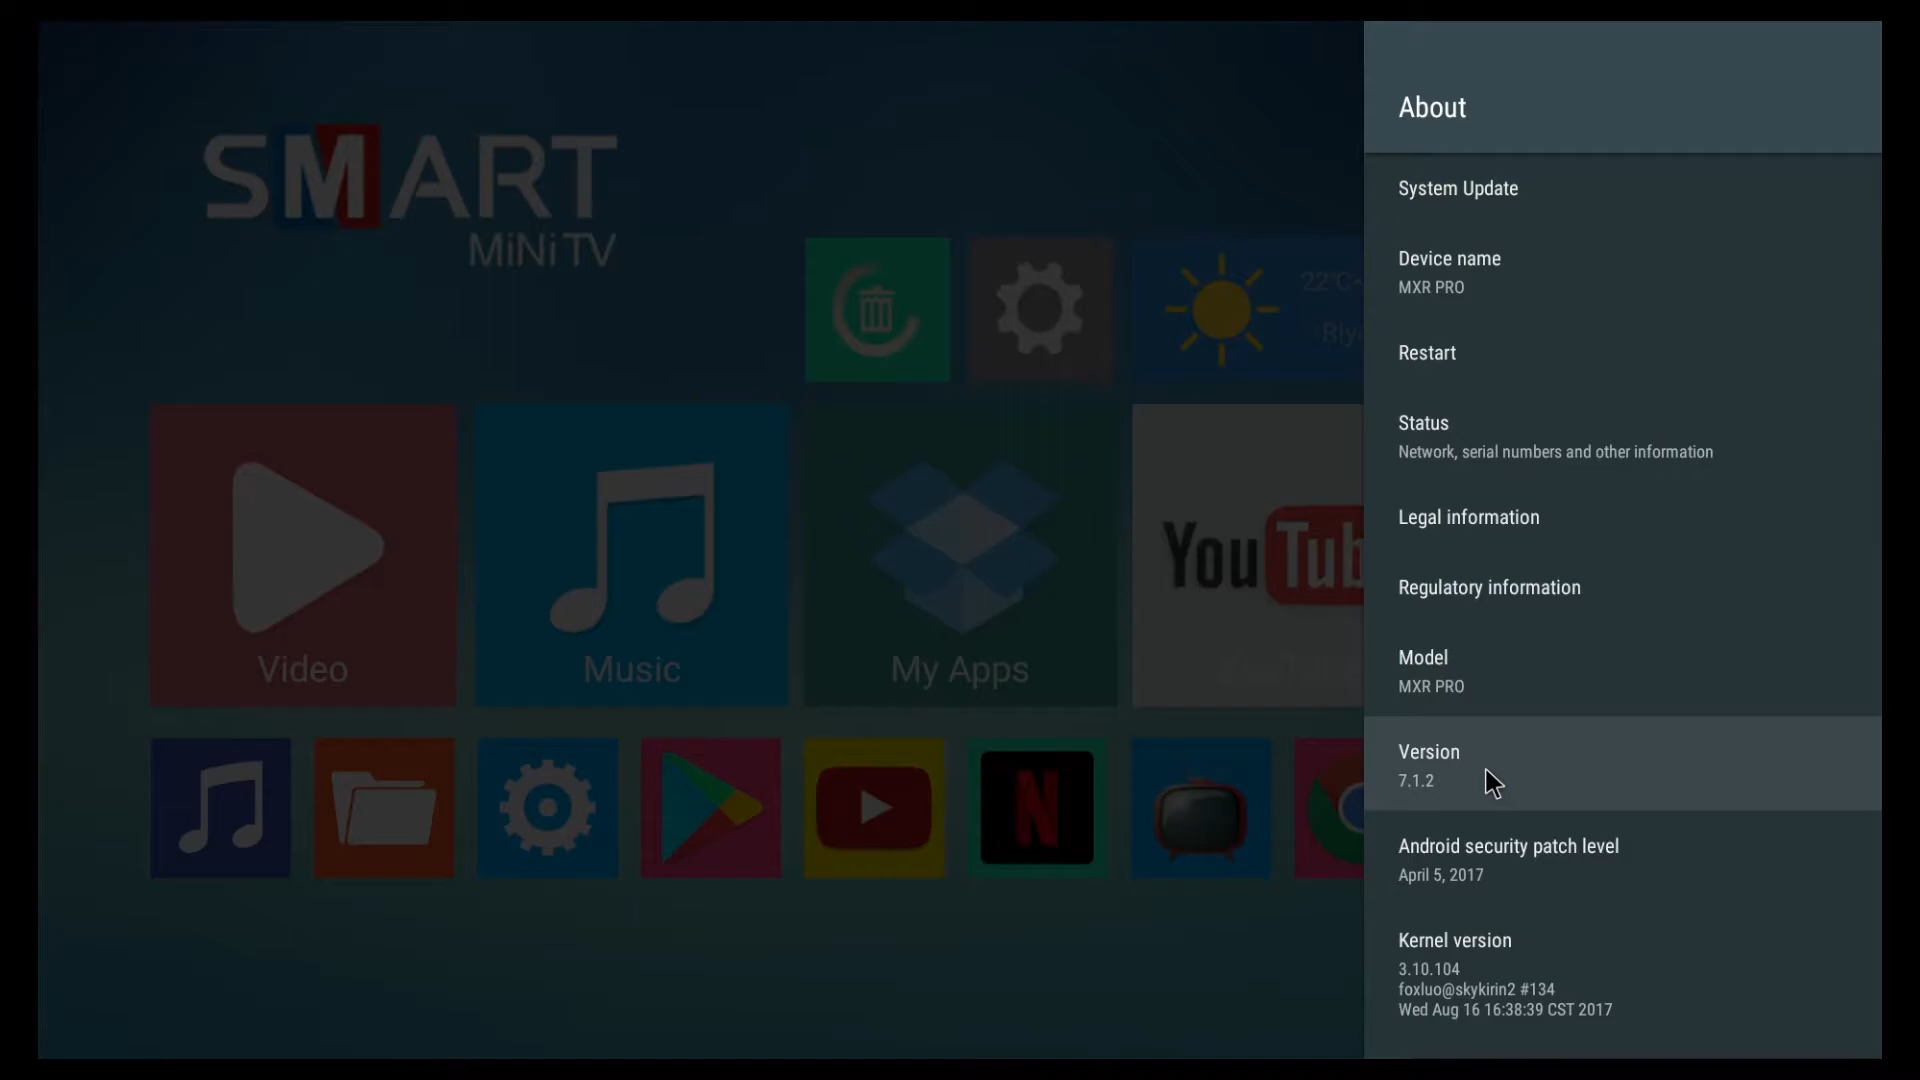 SMART
MiNi TV
22°C~
Video
Music
My Apps
YouTub
About
System Update
Device name
MXR PRO
Restart
Status
Network, serial numbers and other information
Legal information
Regulatory information
Model
MXR PRO
Version
7.1.2
Android security patch level
April 5, 2017
Kernel version
3.10.104
foxluo@skykirin2 #134
Wed Aug 16 16:38:39 CST 2017